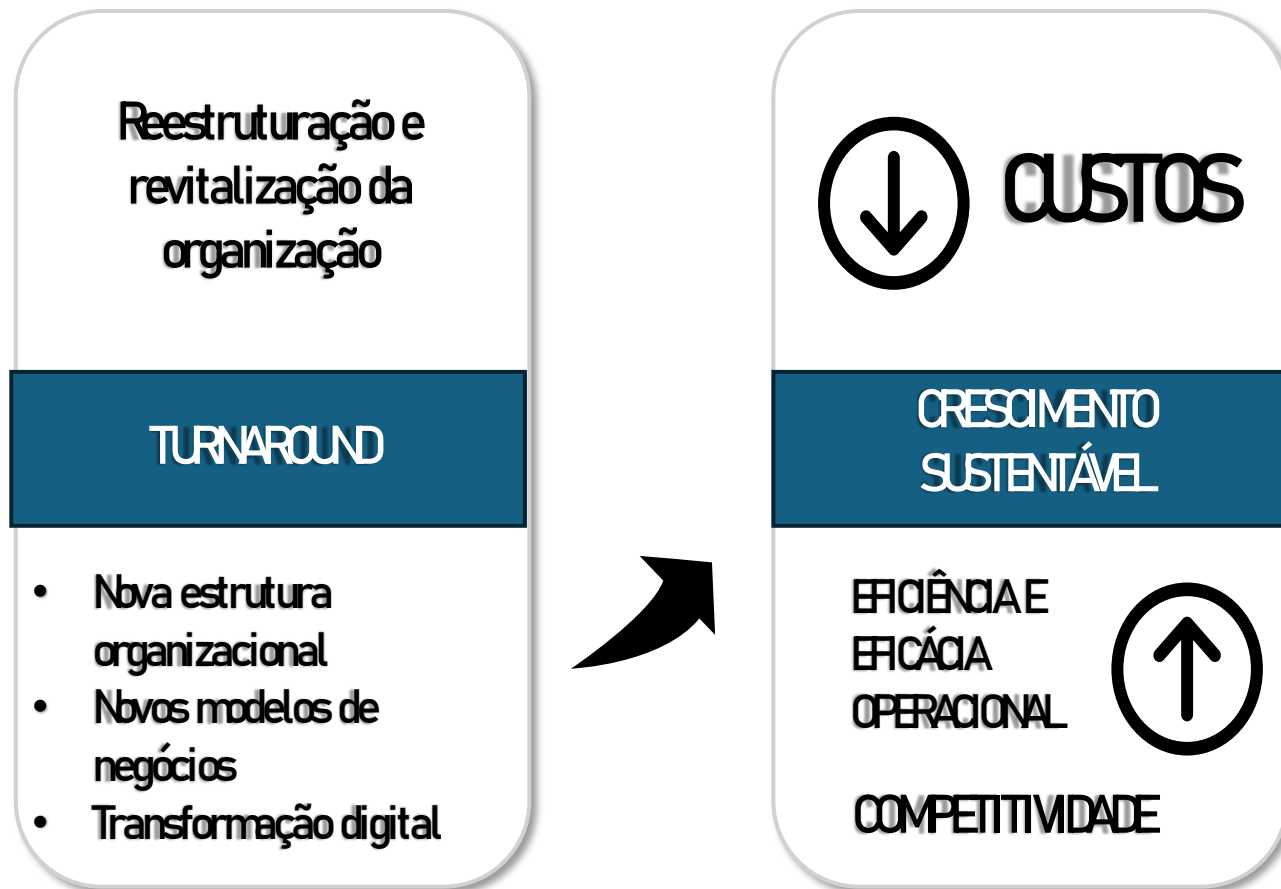 Reestruturação e
revitalização da
organização
TURNAROUND
• Nova estrutura
organizacional
• Novos modelos de
negócios
• Transformação digital
CUSTOS
CRESCIMENTO
SUSTENTÁVEL
EFICIÊNCIA E
EFICÁCIA
OPERACIONAL
COMPETITIVIDADE